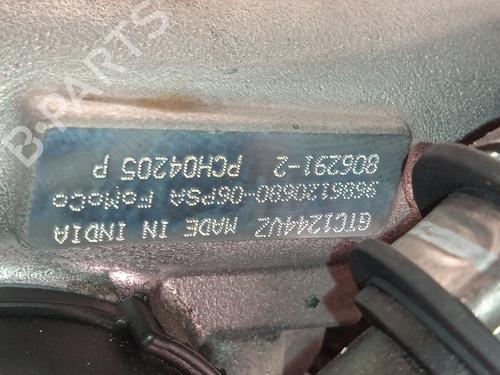 GTC1244VZ MADE IN INDIA
9686120680-06PSA FoMoCo
806291-2 PCH04205 P
B-PARTS